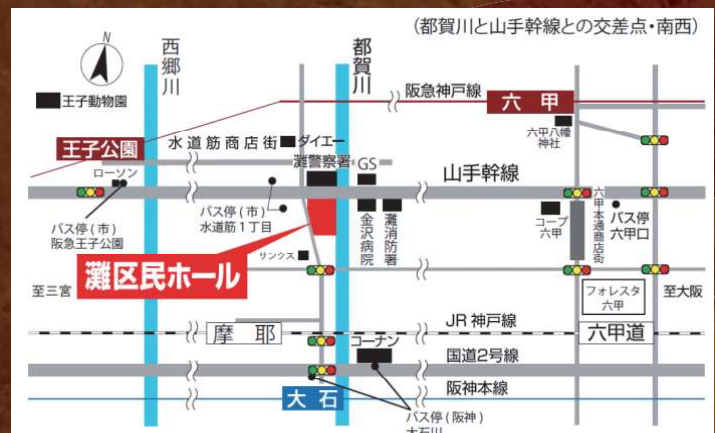 (都賀川と山手幹線との交差点・南西)
N
西郷川
都賀川
王子動物園
阪急神戸線
六甲
六甲八幡
神社
水道筋商店街
ダイエー
王子公園
ローソン
灘警察署
GS
山手幹線
バス停(市)
阪急王子公園
バス停(市)
水道筋1丁目
金沢病院
灘消防署
コープ
六甲
六甲本通商店街
バス停
六甲口
サンクス
灘区民ホール
至三宮
フォレスタ
六甲
至大阪
JR神戸線
摩耶
六甲道
コーナン
国道2号線
阪神本線
大石
バス停(阪神)
大石川